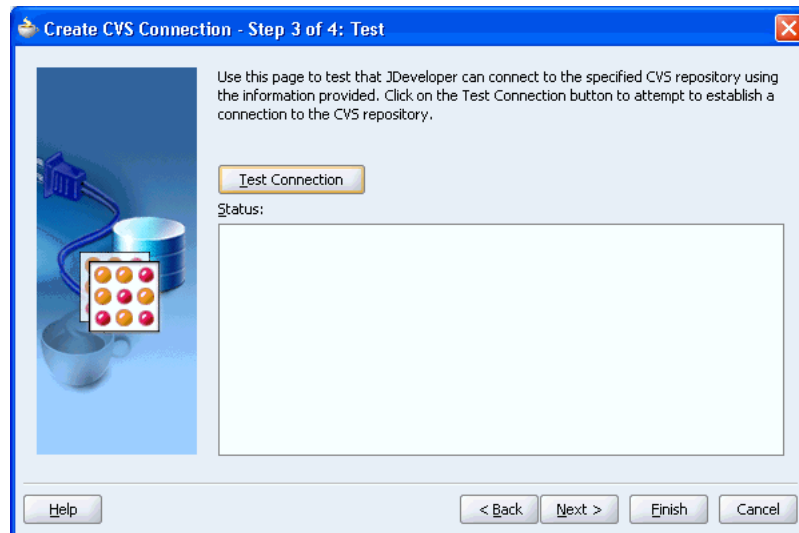 Create CVS Connection - Step 3 of 4: Test
Use this page to test that JDeveloper can connect to the specified CVS repository using
the information provided. Click on the Test Connection button to attempt to establish a
connection to the CVS repository.
Test Connection
Status:
Help
< Back
Next >
Finish
Cancel